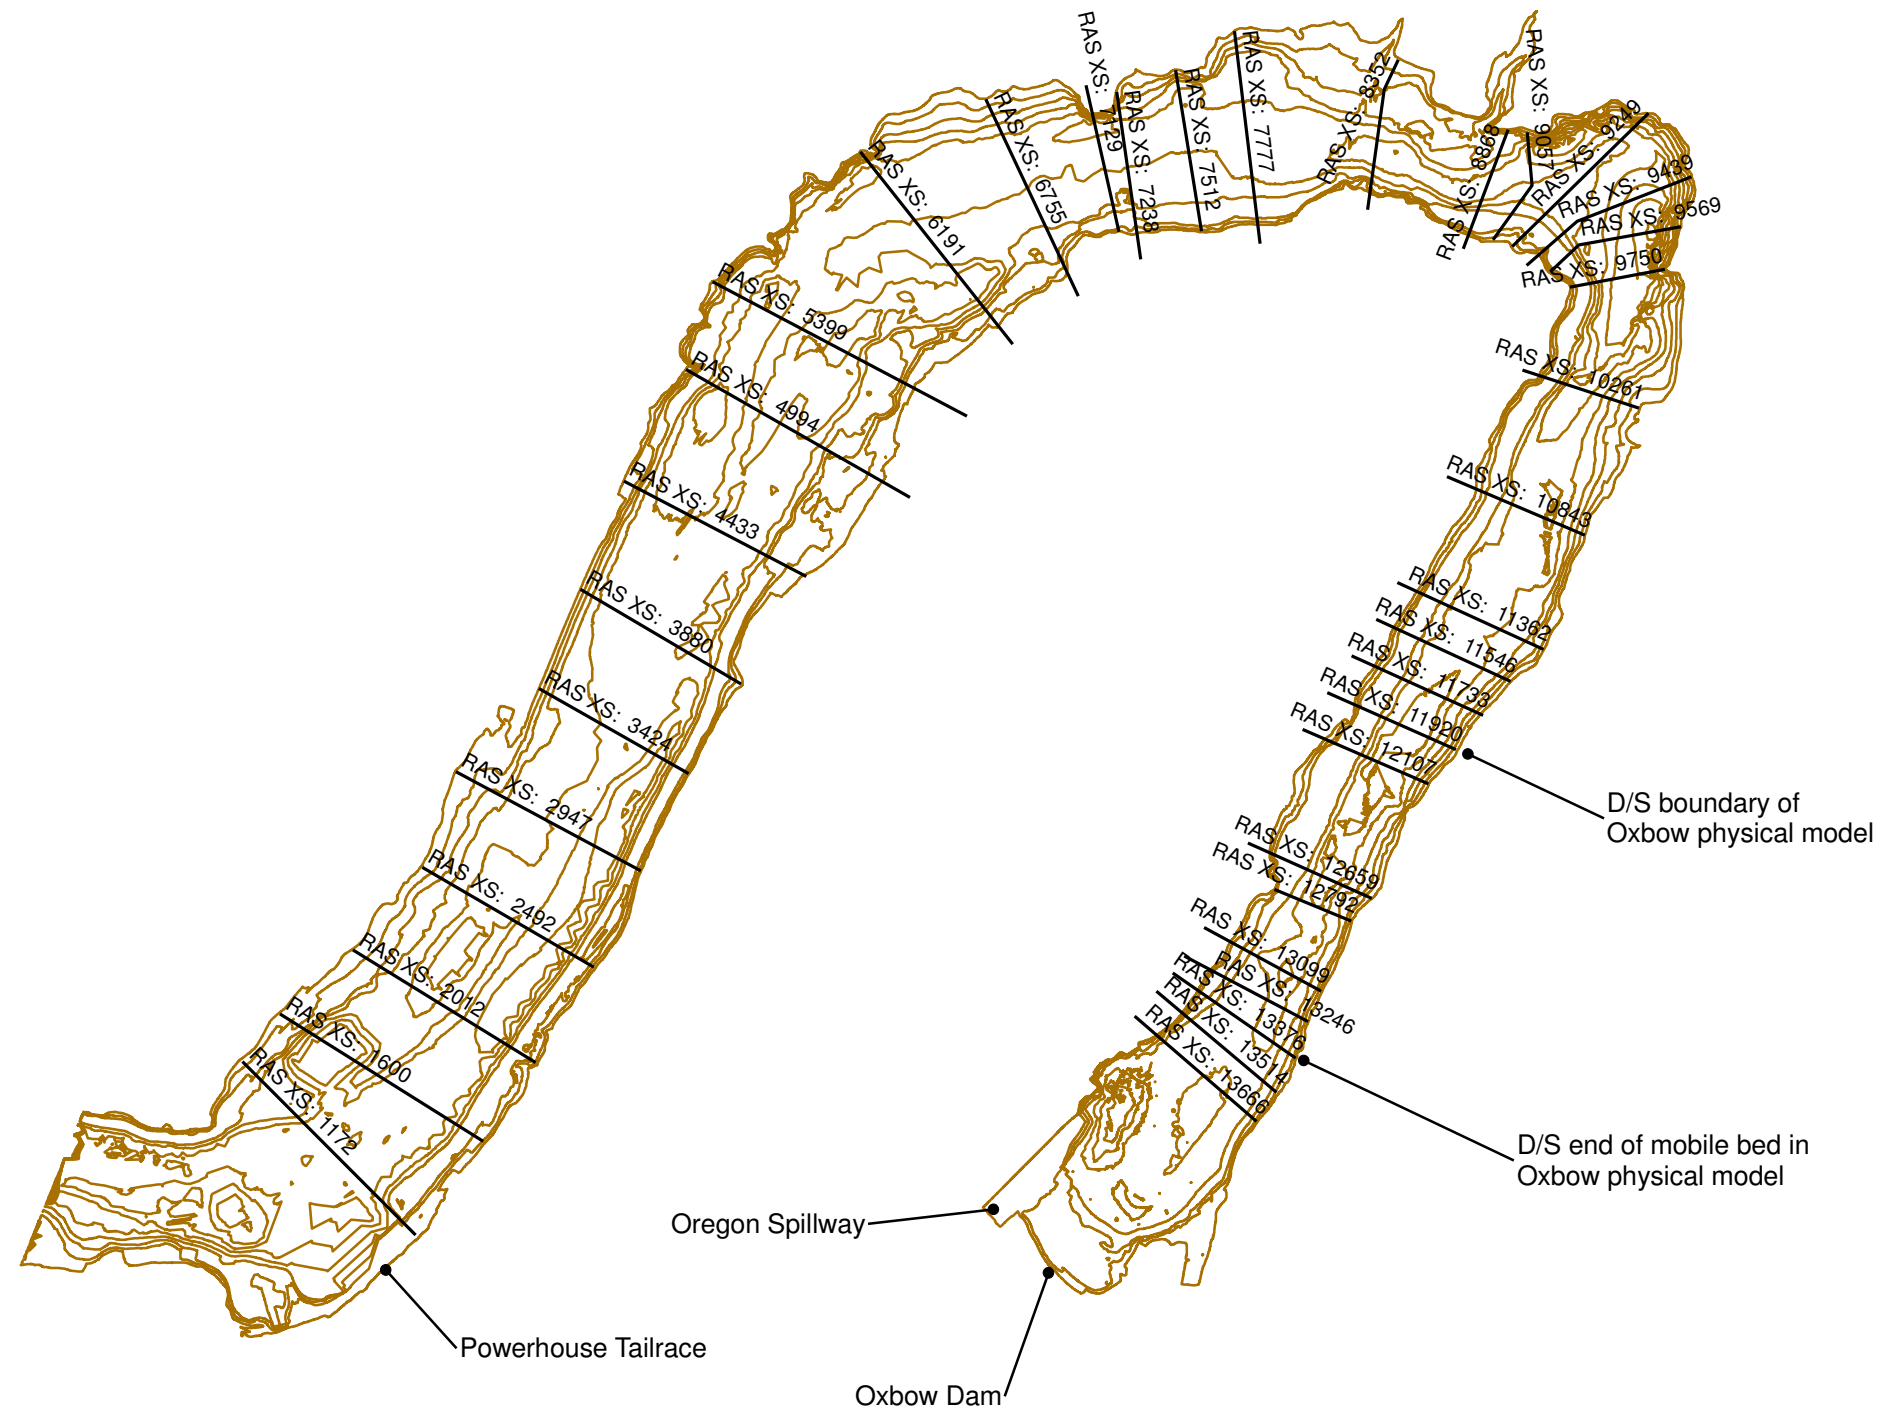 RAS XS: 7129
RAS XS: 7238
RAS XS: 7512
RAS XS: 7777
RAS XS: 8352
RAS XS: 8868
RAS XS: 9051
RAS XS: 9249
RAS XS: 9439
RAS XS: 9569
RAS XS: 9750
RAS XS: 6755
RAS XS: 6191
RAS XS: 5399
RAS XS: 4994
RAS XS: 4433
RAS XS: 3880
RAS XS: 3424
RAS XS: 2947
RAS XS: 2492
RAS XS: 2012
RAS XS: 1600
RAS XS: 1172
RAS XS: 10261
RAS XS: 10843
RAS XS: 11362
RAS XS: 11546
RAS XS: 11733
RAS XS: 11920
RAS XS: 12107
RAS XS: 12659
RAS XS: 12792
RAS XS: 13099
RAS XS: 13246
RAS XS: 13376
RAS XS: 13514
RAS XS: 13666
D/S boundary of
Oxbow physical model
D/S end of mobile bed in
Oxbow physical model
Oregon Spillway
Powerhouse Tailrace
Oxbow Dam